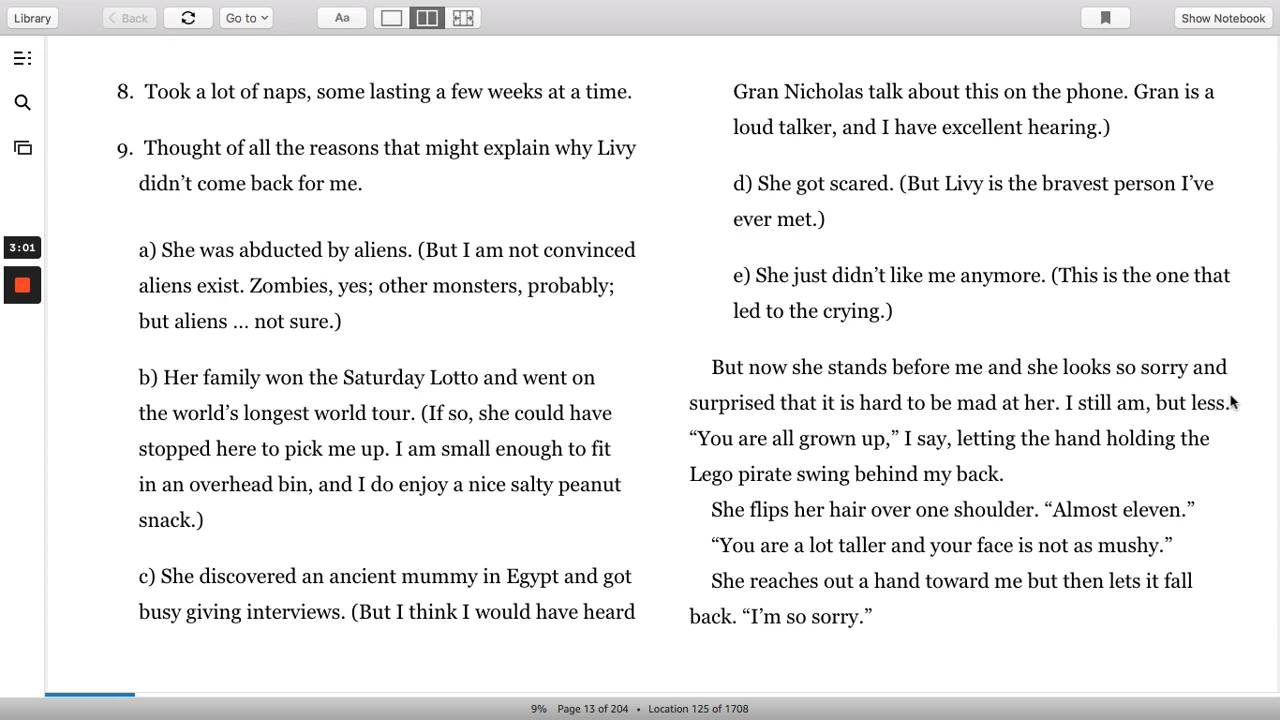 Library
Back
Go to
Aa
Show Notebook
3:01
8. Took a lot of naps, some lasting a few weeks at a time.
9. Thought of all the reasons that might explain why Livy
didn’t come back for me.
a) She was abducted by aliens. (But I am not convinced
aliens exist. Zombies, yes; other monsters, probably;
but aliens … not sure.)
b) Her family won the Saturday Lotto and went on
the world’s longest world tour. (If so, she could have
stopped here to pick me up. I am small enough to fit
in an overhead bin, and I do enjoy a nice salty peanut
snack.)
c) She discovered an ancient mummy in Egypt and got
busy giving interviews. (But I think I would have heard
Gran Nicholas talk about this on the phone. Gran is a
loud talker, and I have excellent hearing.)
d) She got scared. (But Livy is the bravest person I’ve
ever met.)
e) She just didn’t like me anymore. (This is the one that
led to the crying.)
But now she stands before me and she looks so sorry and
surprised that it is hard to be mad at her. I still am, but less.
“You are all grown up,” I say, letting the hand holding the
Lego pirate swing behind my back.
She flips her hair over one shoulder. “Almost eleven.”
“You are a lot taller and your face is not as mushy.”
She reaches out a hand toward me but then lets it fall
back. “I’m so sorry.”
9% Page 13 of 204 • Location 125 of 1708